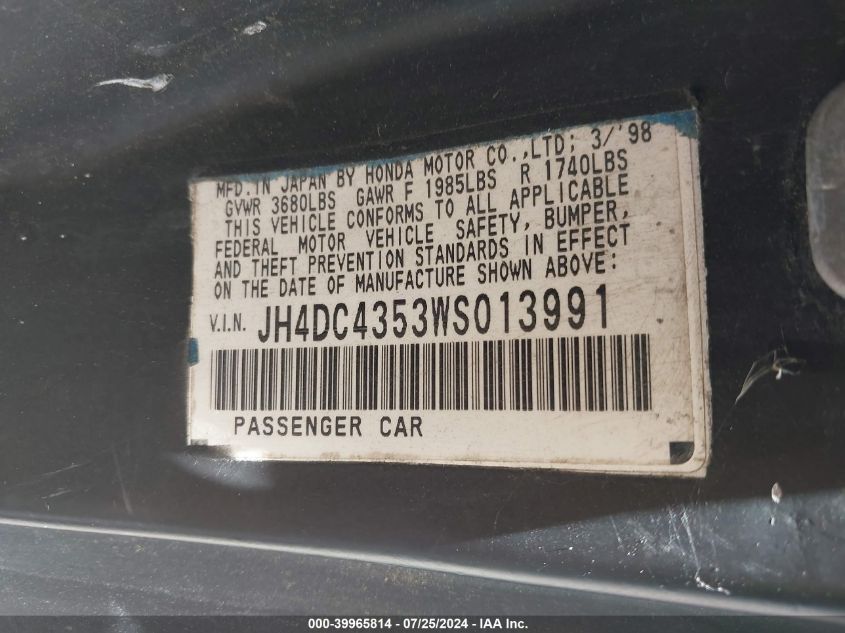 MFD. IN JAPAN BY HONDA MOTOR CO.,LTD; 3/'98
GVWR 3680LBS GAWR F 1985LBS R 1740LBS
THIS VEHICLE CONFORMS TO ALL APPLICABLE
FEDERAL MOTOR VEHICLE SAFETY, BUMPER,
AND THEFT PREVENTION STANDARDS IN EFFECT
ON THE DATE OF MANUFACTURE SHOWN ABOVE:
V.I.N. JH4DC4353WS013991
PASSENGER CAR
000-39965814 - 07/25/2024 - IAA Inc.